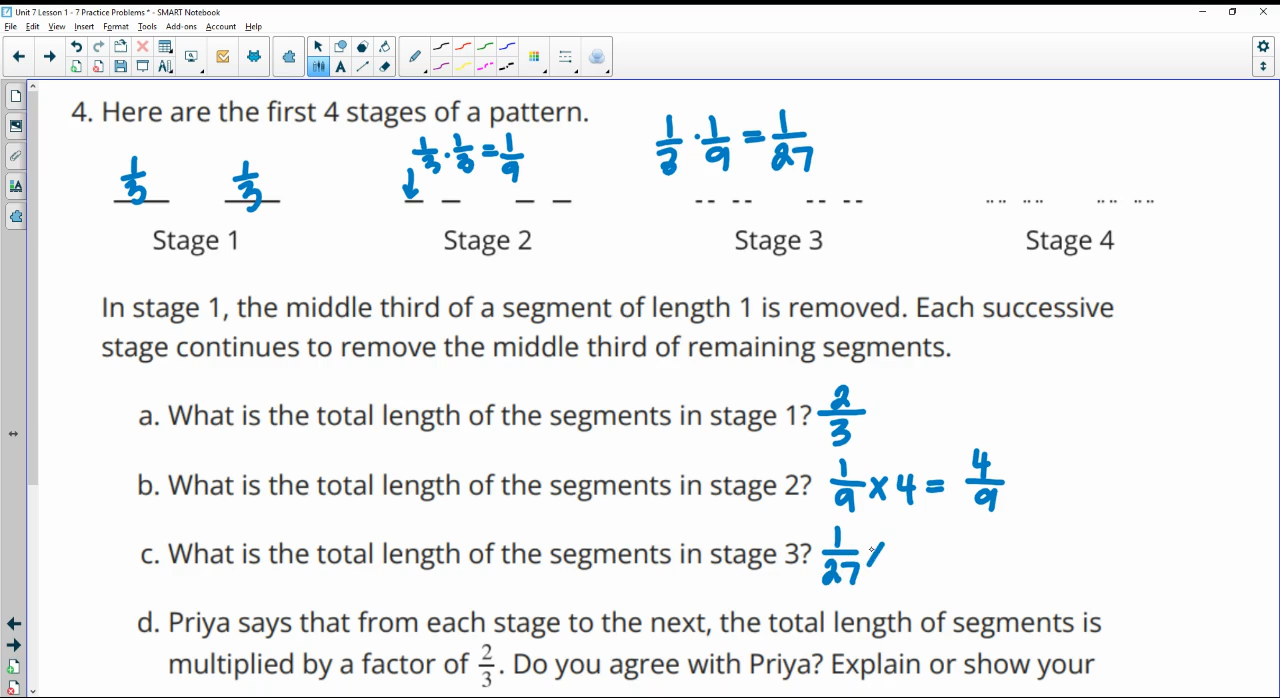 Unit 7 Lesson 1 - 7 Practice Problems * - SMART Notebook
File Edit View Insert Format Tools Add-ons Account Help
4. Here are the first 4 stages of a pattern.
1/3 1/3 1/3 · 1/3 = 1/9 1/3 · 1/9 = 1/27
Stage 1 Stage 2 Stage 3 Stage 4
In stage 1, the middle third of a segment of length 1 is removed. Each successive
stage continues to remove the middle third of remaining segments.
a. What is the total length of the segments in stage 1? 2/3
b. What is the total length of the segments in stage 2? 1/9 x 4 = 4/9
c. What is the total length of the segments in stage 3? 1/27 /
d. Priya says that from each stage to the next, the total length of segments is
multiplied by a factor of 2/3. Do you agree with Priya? Explain or show your